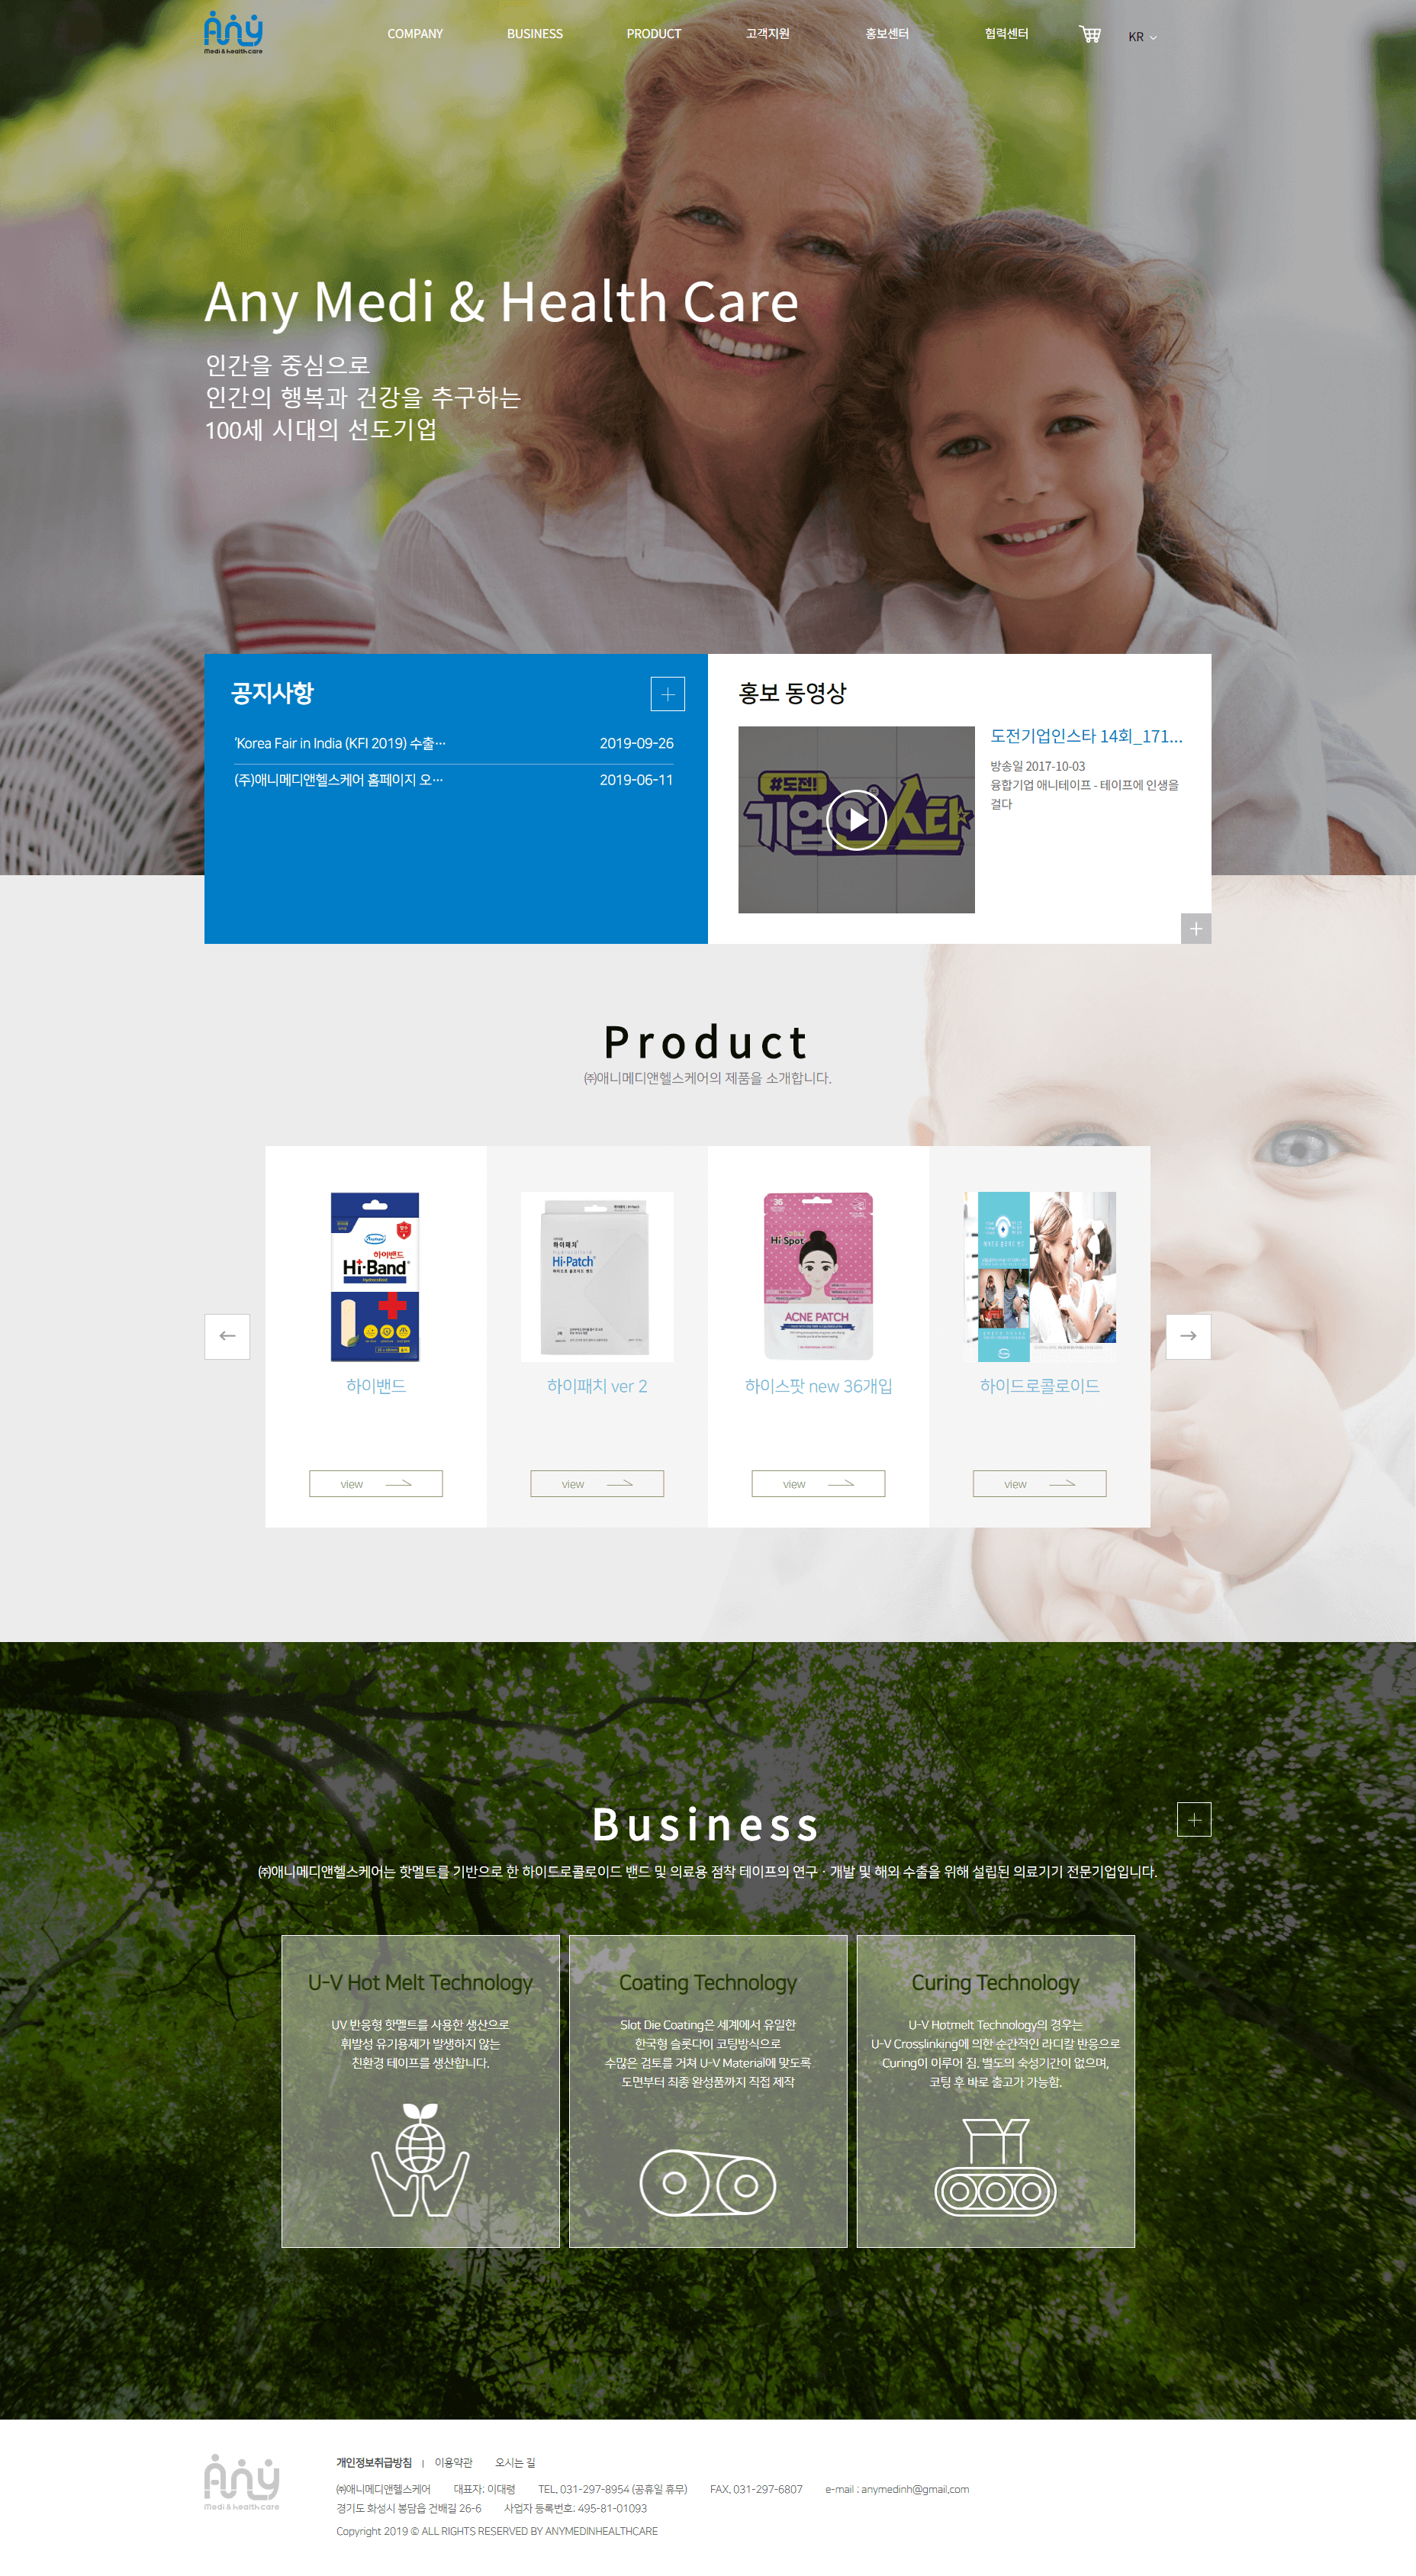 Any
Medi & health care
COMPANY
BUSINESS
PRODUCT
고객지원
홍보센터
협력센터
KR
Any Medi & Health Care
인간을 중심으로
인간의 행복과 건강을 추구하는
100세 시대의 선도기업
공지사항
'Korea Fair in India (KFI 2019) 수출… 2019-09-26
(주)애니메디앤헬스케어 홈페이지 오… 2019-06-11
홍보 동영상
#도전!
기업인스타
도전기업인스타 14회_171...
방송일 2017-10-03
융합기업 애니테이프 - 테이프에 인생을
걸다
Product
㈜애니메디앤헬스케어의 제품을 소개합니다.
하이밴드
Hi-Band
Hydrocolloid
하이밴드
view
하이패치
Hi-Patch
하이패치 ver 2
view
36
Hi Spot
ACNE PATCH
하이스팟 new 36개입
view
하이드로콜로이드
view
Business
㈜애니메디앤헬스케어는 핫멜트를 기반으로 한 하이드로콜로이드 밴드 및 의료용 점착 테이프의 연구 · 개발 및 해외 수출을 위해 설립된 의료기기 전문기업입니다.
U-V Hot Melt Technology
UV 반응형 핫멜트를 사용한 생산으로
휘발성 유기용제가 발생하지 않는
친환경 테이프를 생산합니다.
Coating Technology
Slot Die Coating은 세계에서 유일한
한국형 슬롯다이 코팅방식으로
수많은 검토를 거쳐 U-V Material에 맞도록
도면부터 최종 완성품까지 직접 제작
Curing Technology
U-V Hotmelt Technology의 경우는
U-V Crosslinking에 의한 순간적인 라디칼 반응으로
Curing이 이루어 짐. 별도의 숙성기간이 없으며,
코팅 후 바로 출고가 가능함.
Any
Medi & health care
개인정보취급방침 | 이용약관 오시는 길
㈜애니메디앤헬스케어 대표자: 이대령 TEL. 031-297-8954 (공휴일 휴무) FAX. 031-297-6807 e-mail : anymedinh@gmail.com
경기도 화성시 봉담읍 건배길 26-6 사업자 등록번호: 495-81-01093
Copyright 2019 © ALL RIGHTS RESERVED BY ANYMEDINHEALTHCARE